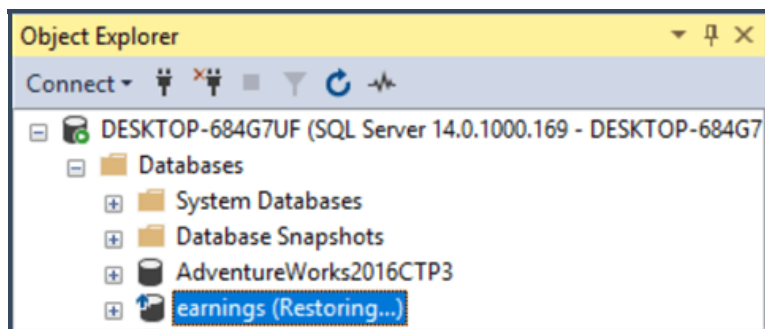 Object Explorer
Connect
DESKTOP-684G7UF (SQL Server 14.0.1000.169 - DESKTOP-684G7
Databases
System Databases
Database Snapshots
AdventureWorks2016CTP3
earnings (Restoring...)